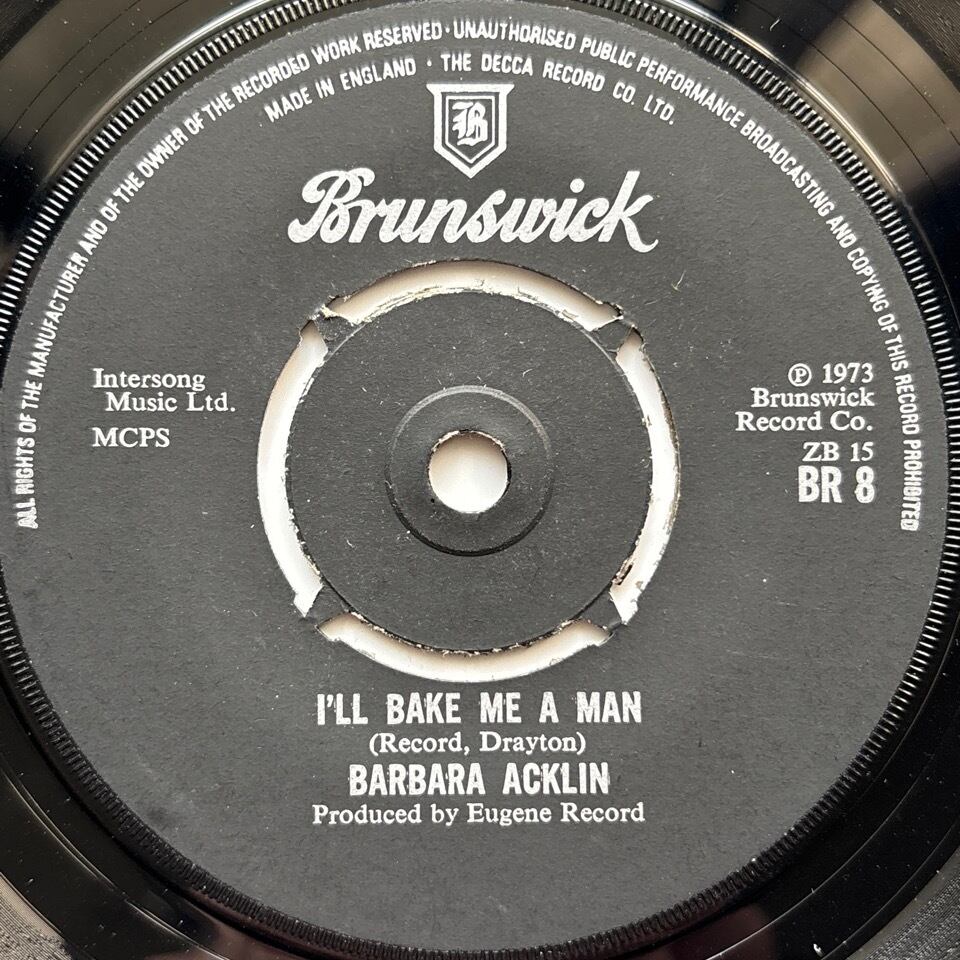 ALL RIGHTS OF THE MANUFACTURER AND OF THE OWNER OF THE RECORDED WORK RESERVED · UNAUTHORISED PUBLIC PERFORMANCE BROADCASTING AND COPYING OF THIS RECORD PROHIBITED
MADE IN ENGLAND · THE DECCA RECORD CO. LTD.
B
Brunswick
Intersong
Music Ltd.
MCPS
℗ 1973
Brunswick
Record Co.
ZB 15
BR 8
I'LL BAKE ME A MAN
(Record, Drayton)
BARBARA ACKLIN
Produced by Eugene Record